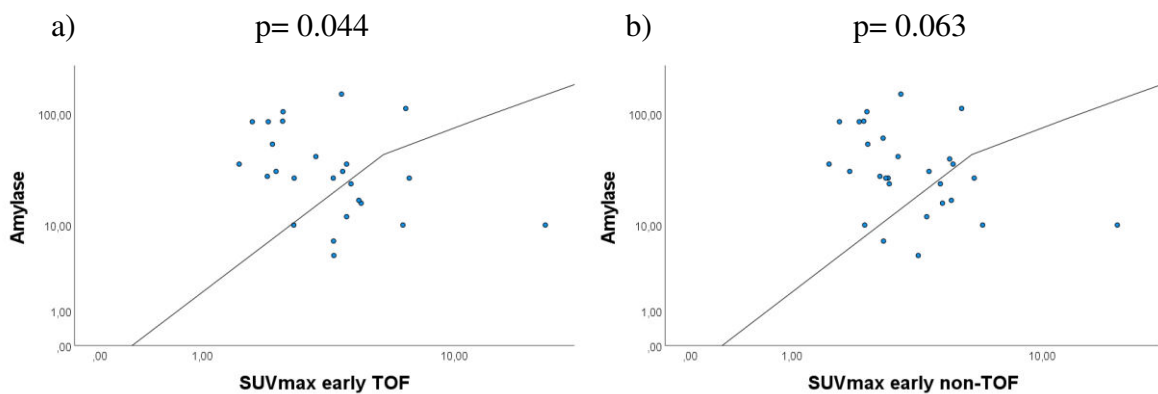 a) p= 0.044
Amylase
100,00
10,00
1,00
,00
,00 1,00 10,00
SUVmax early TOF
b) p= 0.063
Amylase
100,00
10,00
1,00
,00
,00 1,00 10,00
SUVmax early non-TOF